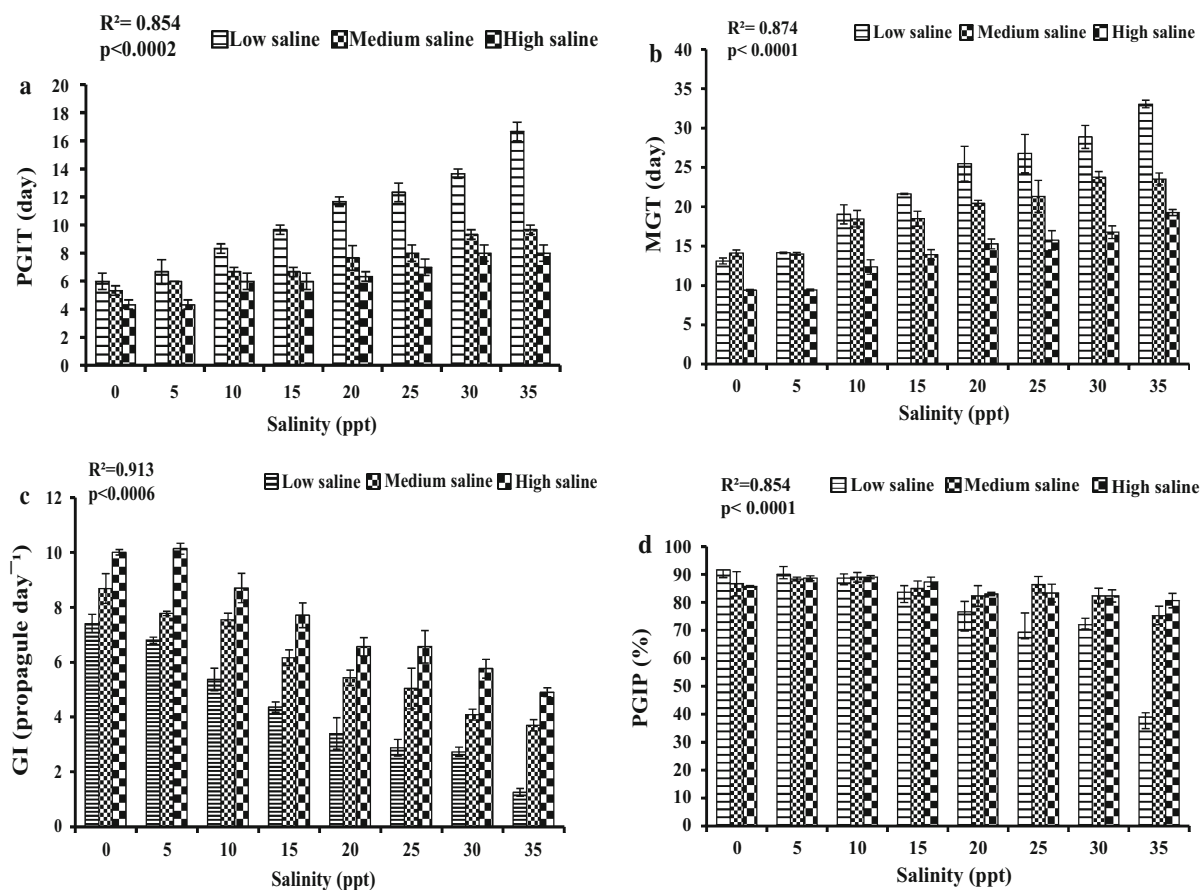 R²= 0.854
p<0.0002
Low saline Medium saline High saline
a
PGIT (day)
20
18
16
14
12
10
8
6
4
2
0
0 5 10 15 20 25 30 35
Salinity (ppt)
R²= 0.874
p< 0.0001
Low saline Medium saline High saline
b
MGT (day)
40
35
30
25
20
15
10
5
0
0 5 10 15 20 25 30 35
Salinity (ppt)
R²=0.913
p<0.0006
Low saline Medium saline High saline
c
GI (propagule day⁻¹)
12
10
8
6
4
2
0
0 5 10 15 20 25 30 35
Salinity (ppt)
R²=0.854
p< 0.0001
Low saline Medium saline High saline
d
PGIP (%)
100
90
80
70
60
50
40
30
20
10
0
0 5 10 15 20 25 30 35
Salinity (ppt)